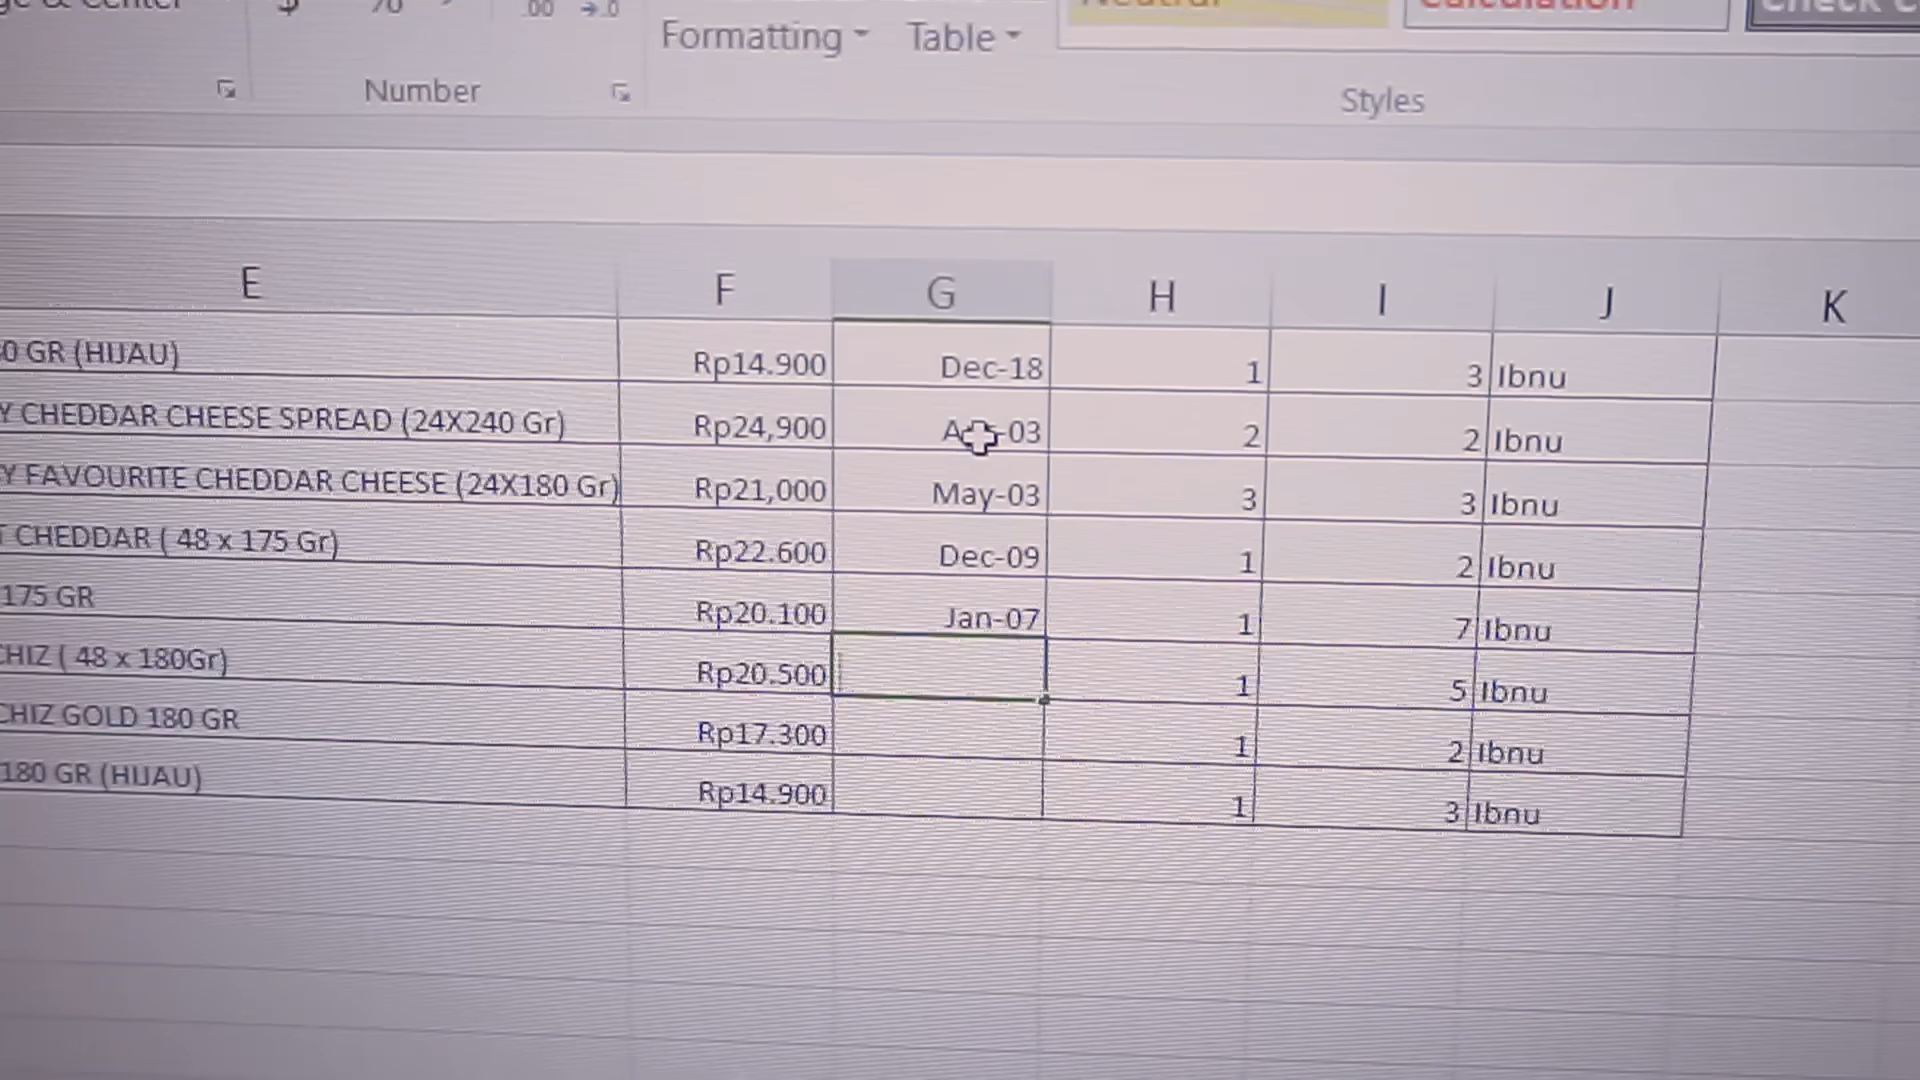 $ % .00 .0
Formatting Table
Number Styles
E F G H I J K
0 GR (HIJAU) Rp14.900 Dec-18 1 3 Ibnu
Y CHEDDAR CHEESE SPREAD (24X240 Gr) Rp24,900 -03 2 2 Ibnu
Y FAVOURITE CHEDDAR CHEESE (24X180 Gr) Rp21,000 May-03 3 3 Ibnu
T CHEDDAR ( 48 x 175 Gr) Rp22.600 Dec-09 1 2 Ibnu
175 GR Rp20.100 Jan-07 1 7 Ibnu
CHIZ ( 48 x 180Gr) Rp20.500 1 5 Ibnu
CHIZ GOLD 180 GR Rp17.300 1 2 Ibnu
180 GR (HIJAU) Rp14.900 1 3 Ibnu